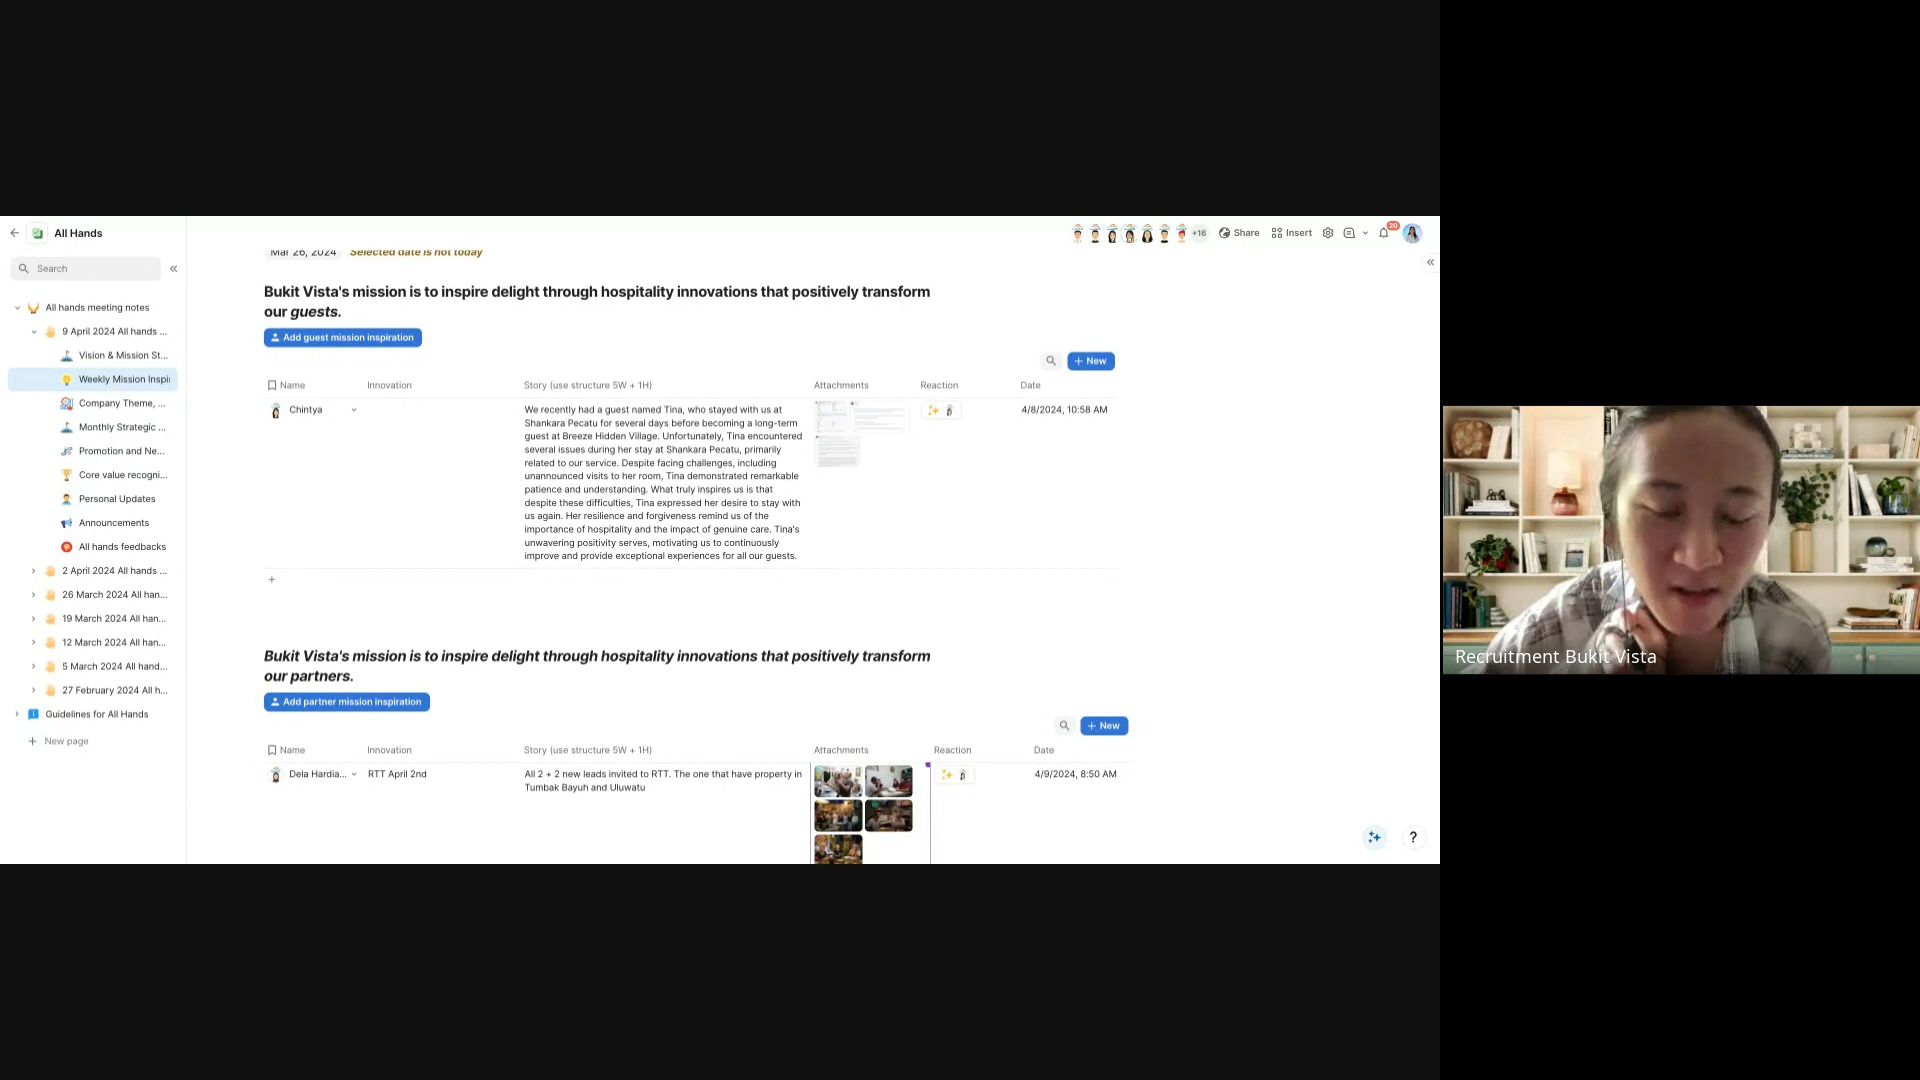 All Hands
+16
Share
Insert
20
Search
Mar 26, 2024 Selected date is not today
All hands meeting notes
9 April 2024 All hands ...
Vision & Mission St...
Weekly Mission Inspi
Company Theme, ...
Monthly Strategic ...
Promotion and Ne...
Core value recogni...
Personal Updates
Announcements
All hands feedbacks
2 April 2024 All hands ...
26 March 2024 All han...
19 March 2024 All han...
12 March 2024 All han...
5 March 2024 All hand...
27 February 2024 All h...
Guidelines for All Hands
New page
Bukit Vista's mission is to inspire delight through hospitality innovations that positively transform
our guests.
Add guest mission inspiration
New
Name Innovation Story (use structure 5W + 1H) Attachments Reaction Date
Chintya
We recently had a guest named Tina, who stayed with us at
Shankara Pecatu for several days before becoming a long-term
guest at Breeze Hidden Village. Unfortunately, Tina encountered
several issues during her stay at Shankara Pecatu, primarily
related to our service. Despite facing challenges, including
unannounced visits to her room, Tina demonstrated remarkable
patience and understanding. What truly inspires us is that
despite these difficulties, Tina expressed her desire to stay with
us again. Her resilience and forgiveness remind us of the
importance of hospitality and the impact of genuine care. Tina's
unwavering positivity serves, motivating us to continuously
improve and provide exceptional experiences for all our guests.
4/8/2024, 10:58 AM
Bukit Vista's mission is to inspire delight through hospitality innovations that positively transform
our partners.
Add partner mission inspiration
New
Name Innovation Story (use structure 5W + 1H) Attachments Reaction Date
Dela Hardia... RTT April 2nd
All 2 + 2 new leads invited to RTT. The one that have property in
Tumbak Bayuh and Uluwatu
4/9/2024, 8:50 AM
?
Recruitment Bukit Vista